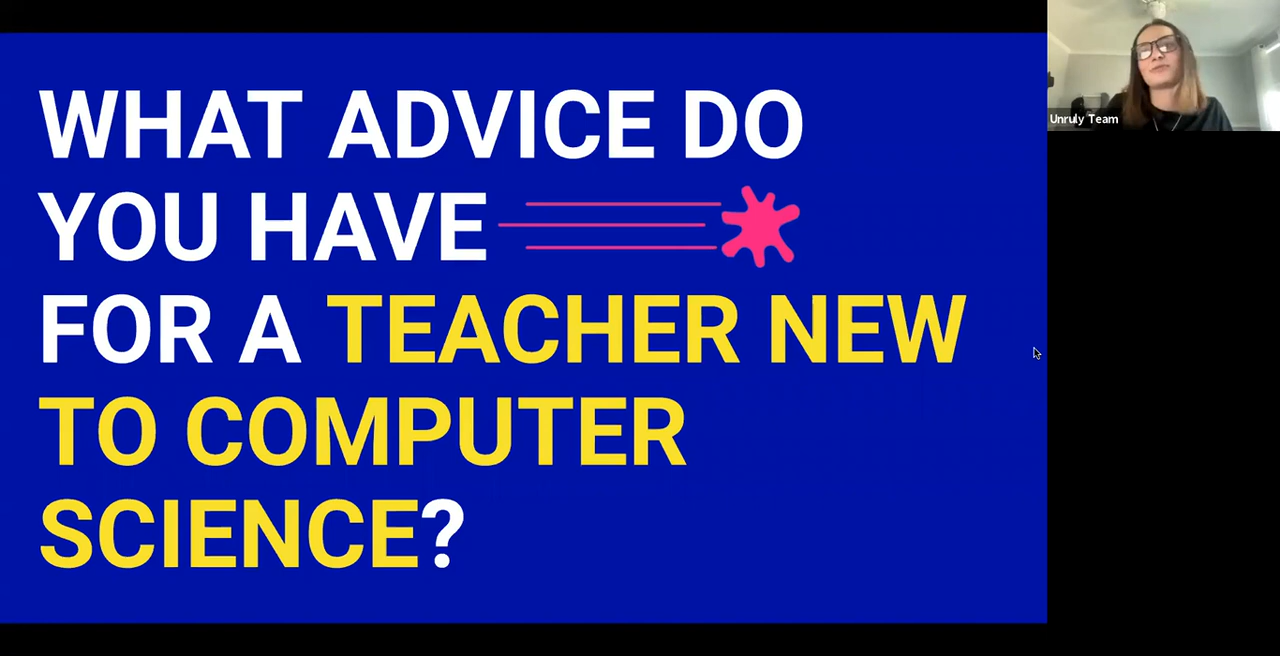 WHAT ADVICE DO
YOU HAVE
FOR A TEACHER NEW
TO COMPUTER
SCIENCE?
Unruly Team